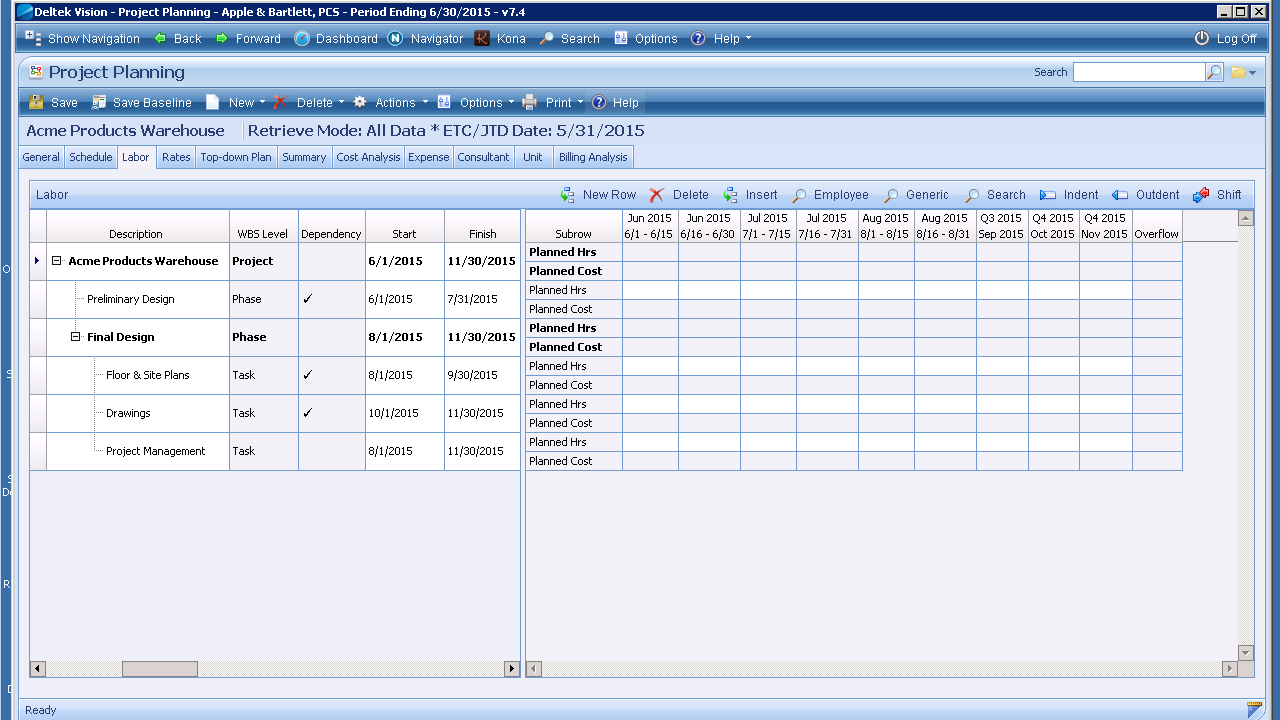 Deltek Vision - Project Planning - Apple & Bartlett, PCS - Period Ending 6/30/2015 - v7.4
Show Navigation Back Forward Dashboard Navigator Kona Search Options Help Log Off
Project Planning Search
Save Save Baseline New Delete Actions Options Print Help
Acme Products Warehouse Retrieve Mode: All Data * ETC/JTD Date: 5/31/2015
General Schedule Labor Rates Top-down Plan Summary Cost Analysis Expense Consultant Unit Billing Analysis
Labor New Row Delete Insert Employee Generic Search Indent Outdent Shift
Jun 2015 Jun 2015 Jul 2015 Jul 2015 Aug 2015 Aug 2015 Q3 2015 Q4 2015 Q4 2015
Description WBS Level Dependency Start Finish Subrow 6/1 - 6/15 6/16 - 6/30 7/1 - 7/15 7/16 - 7/31 8/1 - 8/15 8/16 - 8/31 Sep 2015 Oct 2015 Nov 2015 Overflow
Planned Hrs
Acme Products Warehouse Project 6/1/2015 11/30/2015
Planned Cost
Planned Hrs
Preliminary Design Phase ✓ 6/1/2015 7/31/2015
Planned Cost
Planned Hrs
Final Design Phase 8/1/2015 11/30/2015
Planned Cost
Planned Hrs
Floor & Site Plans Task ✓ 8/1/2015 9/30/2015
Planned Cost
Planned Hrs
Drawings Task ✓ 10/1/2015 11/30/2015
Planned Cost
Planned Hrs
Project Management Task 8/1/2015 11/30/2015
Planned Cost
Ready